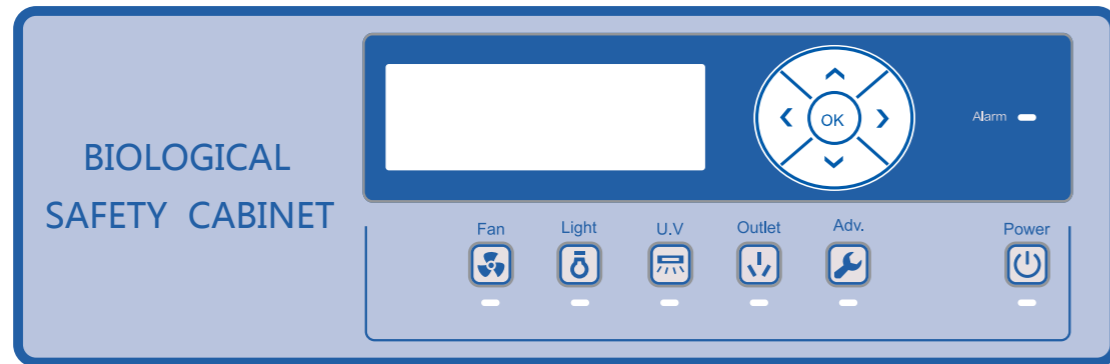 BIOLOGICAL
SAFETY CABINET
OK
Alarm
Fan Light U.V Outlet Adv. Power